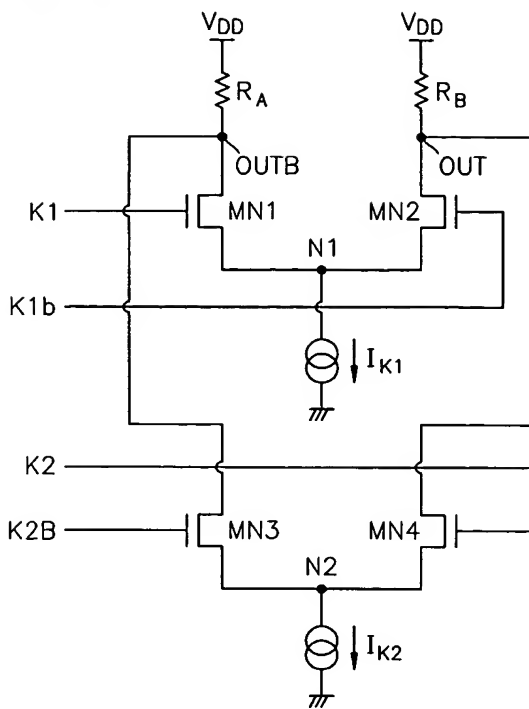 VDD VDD
RA RB
OUTB OUT
K1 MN1 MN2
N1
K1b
IK1
K2
K2B MN3 MN4
N2
IK2